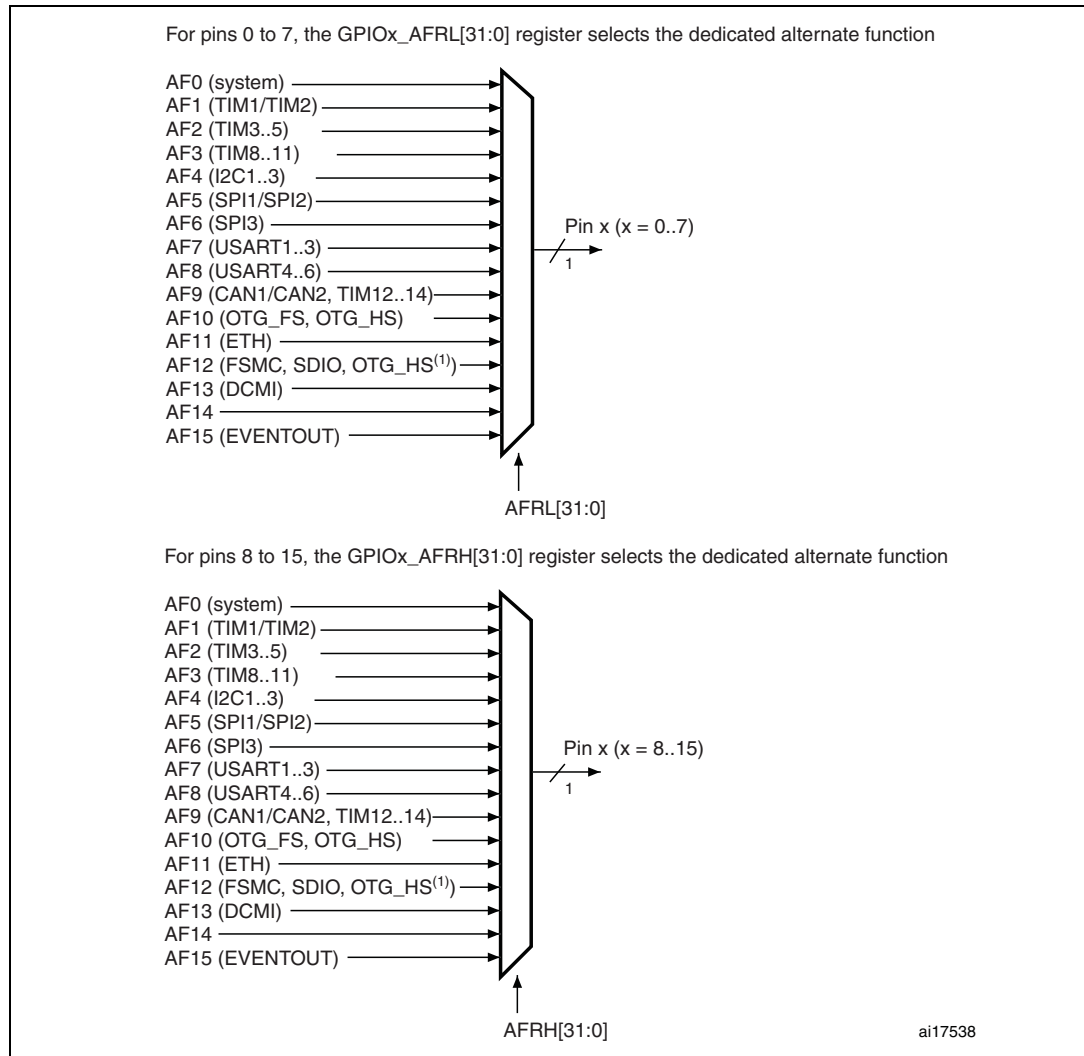 For pins 0 to 7, the GPIOx_AFRL[31:0] register selects the dedicated alternate function
AF0 (system)
AF1 (TIM1/TIM2)
AF2 (TIM3..5)
AF3 (TIM8..11)
AF4 (I2C1..3)
AF5 (SPI1/SPI2)
AF6 (SPI3)
AF7 (USART1..3)
AF8 (USART4..6)
AF9 (CAN1/CAN2, TIM12..14)
AF10 (OTG_FS, OTG_HS)
AF11 (ETH)
AF12 (FSMC, SDIO, OTG_HS(1))
AF13 (DCMI)
AF14
AF15 (EVENTOUT)
Pin x (x = 0..7)
1
AFRL[31:0]
For pins 8 to 15, the GPIOx_AFRH[31:0] register selects the dedicated alternate function
AF0 (system)
AF1 (TIM1/TIM2)
AF2 (TIM3..5)
AF3 (TIM8..11)
AF4 (I2C1..3)
AF5 (SPI1/SPI2)
AF6 (SPI3)
AF7 (USART1..3)
AF8 (USART4..6)
AF9 (CAN1/CAN2, TIM12..14)
AF10 (OTG_FS, OTG_HS)
AF11 (ETH)
AF12 (FSMC, SDIO, OTG_HS(1))
AF13 (DCMI)
AF14
AF15 (EVENTOUT)
Pin x (x = 8..15)
1
AFRH[31:0]
ai17538